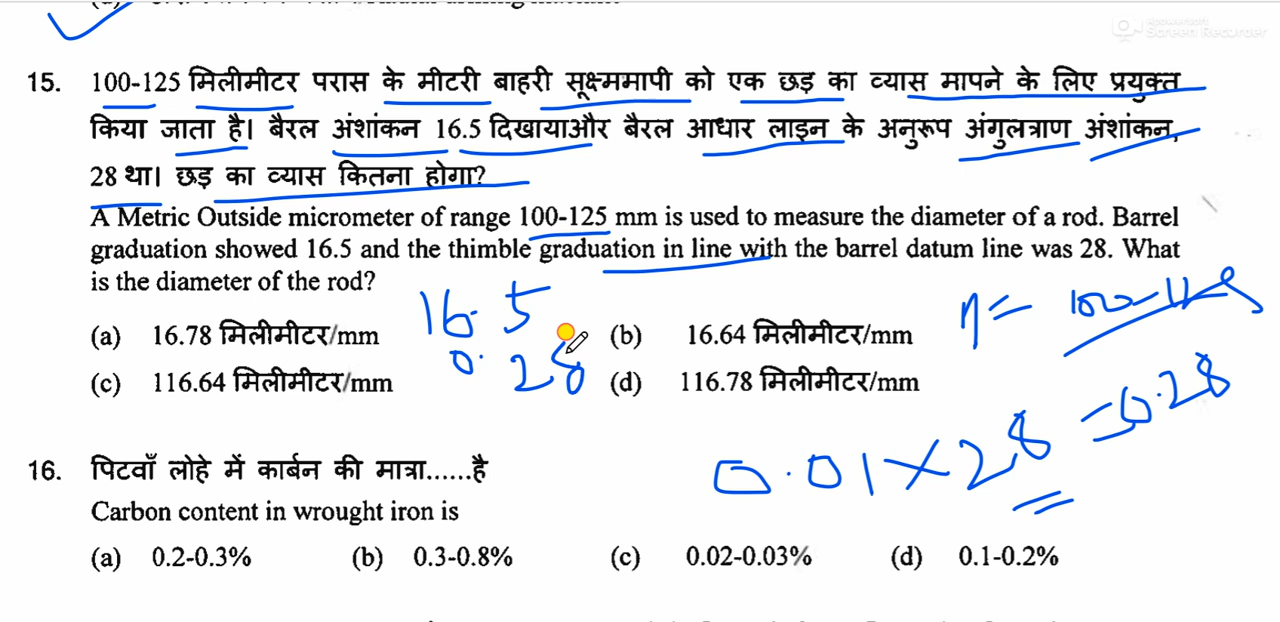 Apowersoft
Screen Recorder
15. 100-125 मिलीमीटर परास के मीटरी बाहरी सूक्ष्ममापी को एक छड़ का व्यास मापने के लिए प्रयुक्त
किया जाता है। बैरल अंशांकन 16.5 दिखायाऔर बैरल आधार लाइन के अनुरूप अंगुलत्राण अंशांकन,
28 था। छड़ का व्यास कितना होगा?
A Metric Outside micrometer of range 100-125 mm is used to measure the diameter of a rod. Barrel
graduation showed 16.5 and the thimble graduation in line with the barrel datum line was 28. What
is the diameter of the rod?
(a) 16.78 मिलीमीटर/mm (b) 16.64 मिलीमीटर/mm
(c) 116.64 मिलीमीटर/mm (d) 116.78 मिलीमीटर/mm
16.5
0.28
0.01×28 = 0.28
16. पिटवाँ लोहे में कार्बन की मात्रा......है
Carbon content in wrought iron is
(a) 0.2-0.3% (b) 0.3-0.8% (c) 0.02-0.03% (d) 0.1-0.2%